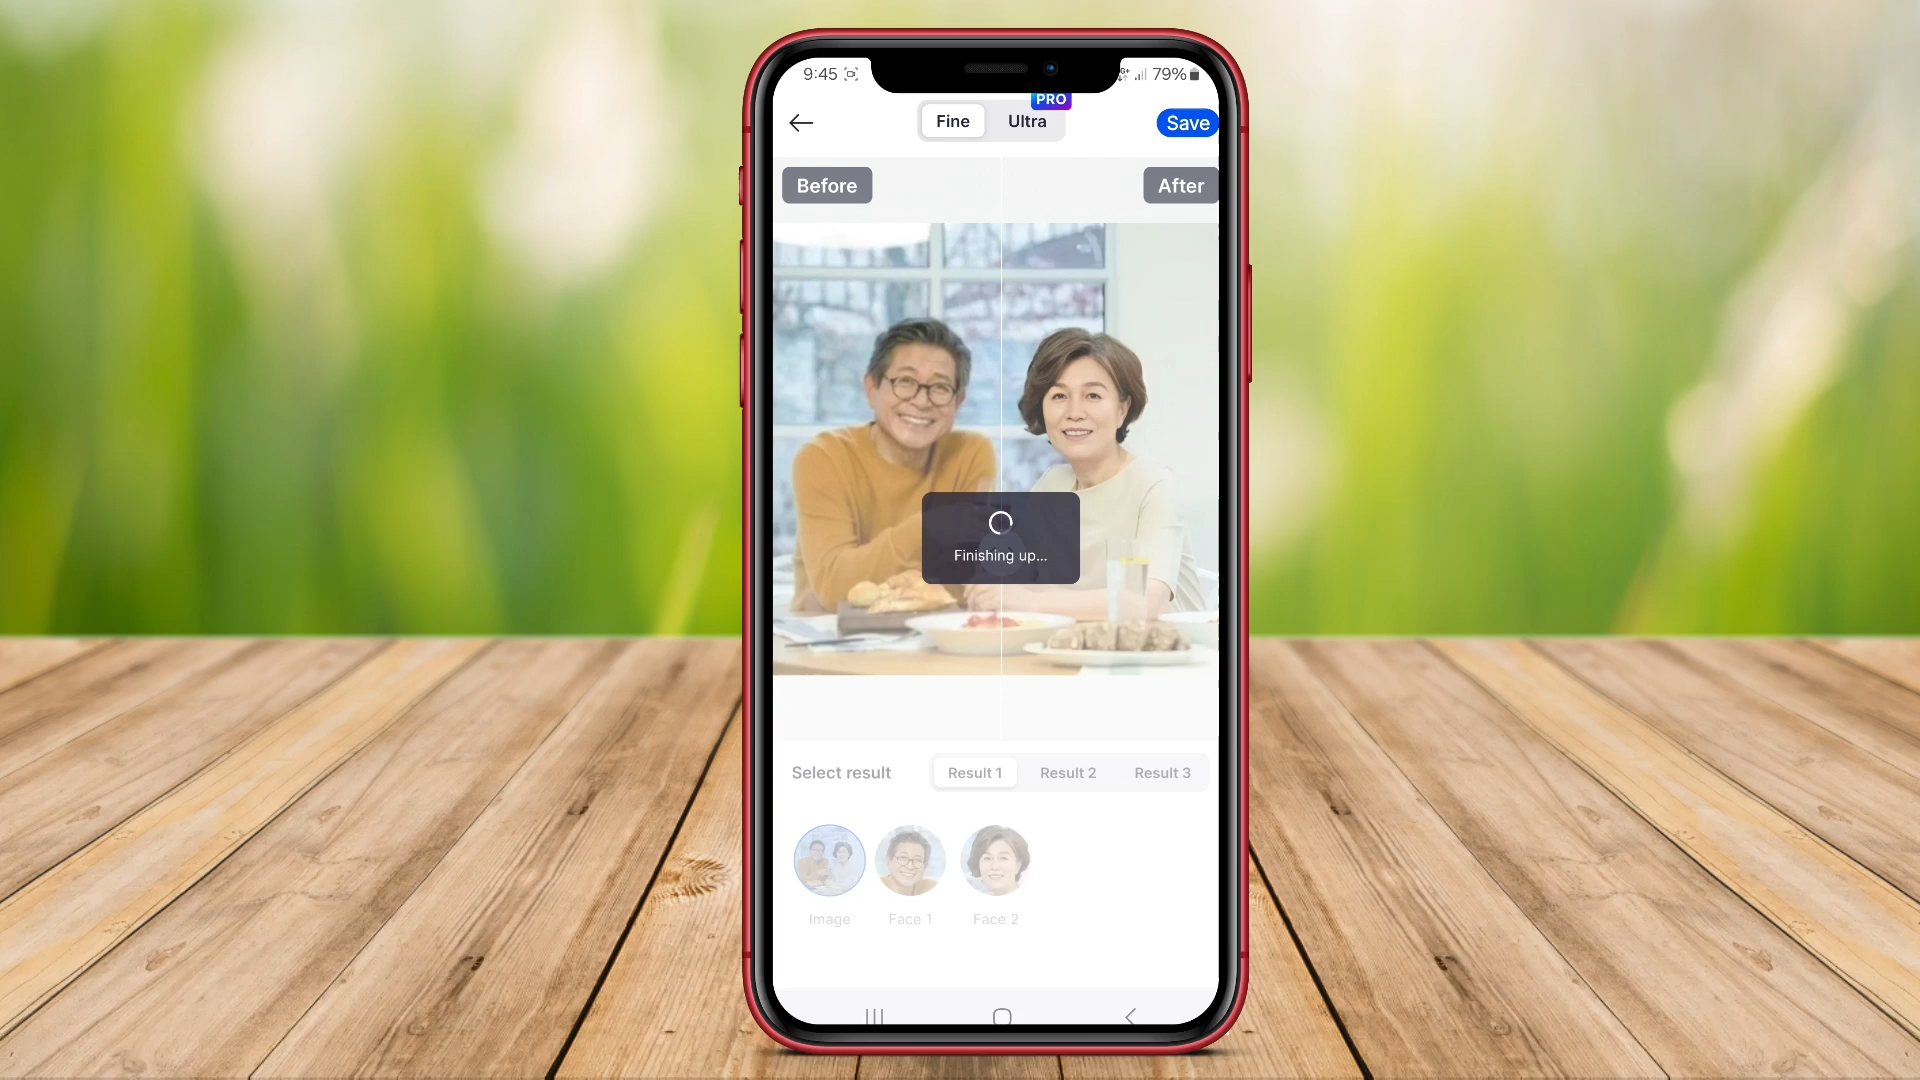 9:45
79%
PRO
Fine Ultra
Save
Before
After
Finishing up...
Select result
Result 1 Result 2 Result 3
Image Face 1 Face 2